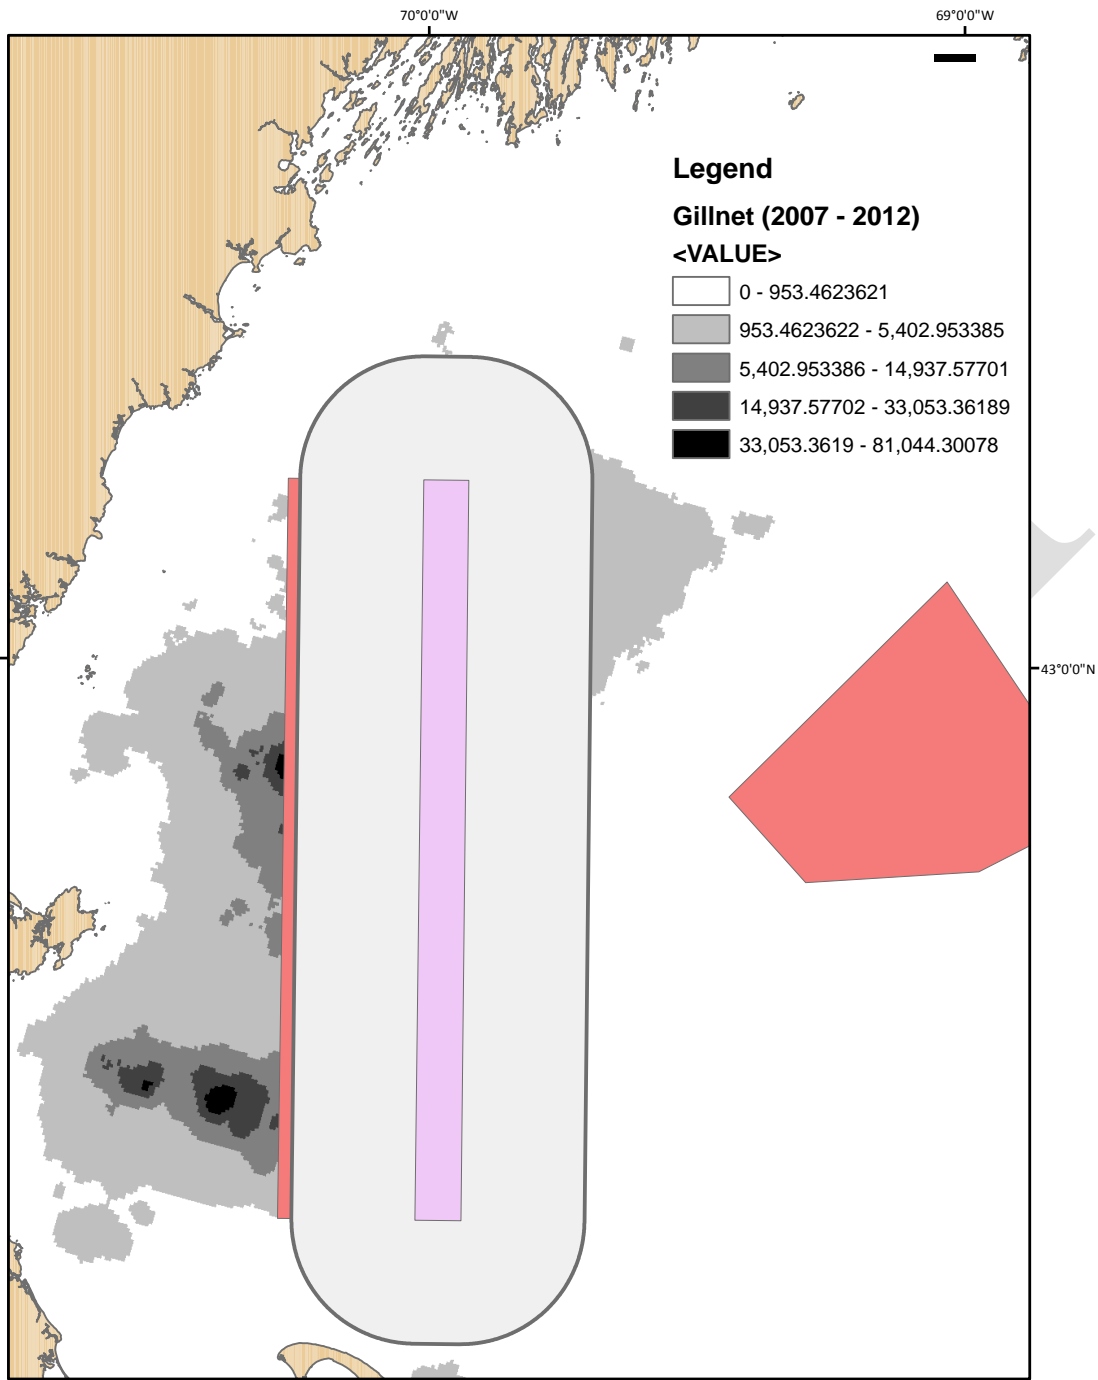 70°0'0"W
69°0'0"W
Legend
Gillnet (2007 - 2012)
<VALUE>
0 - 953.4623621
953.4623622 - 5,402.953385
5,402.953386 - 14,937.57701
14,937.57702 - 33,053.36189
33,053.3619 - 81,044.30078
43°0'0"N